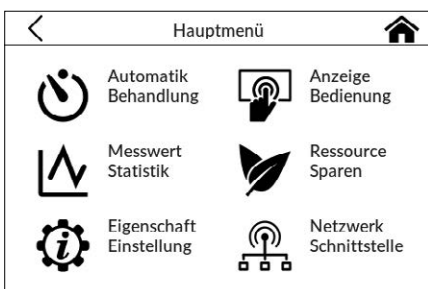 Hauptmenü
Automatik
Behandlung
Anzeige
Bedienung
Messwert
Statistik
Ressource
Sparen
Eigenschaft
Einstellung
Netzwerk
Schnittstelle